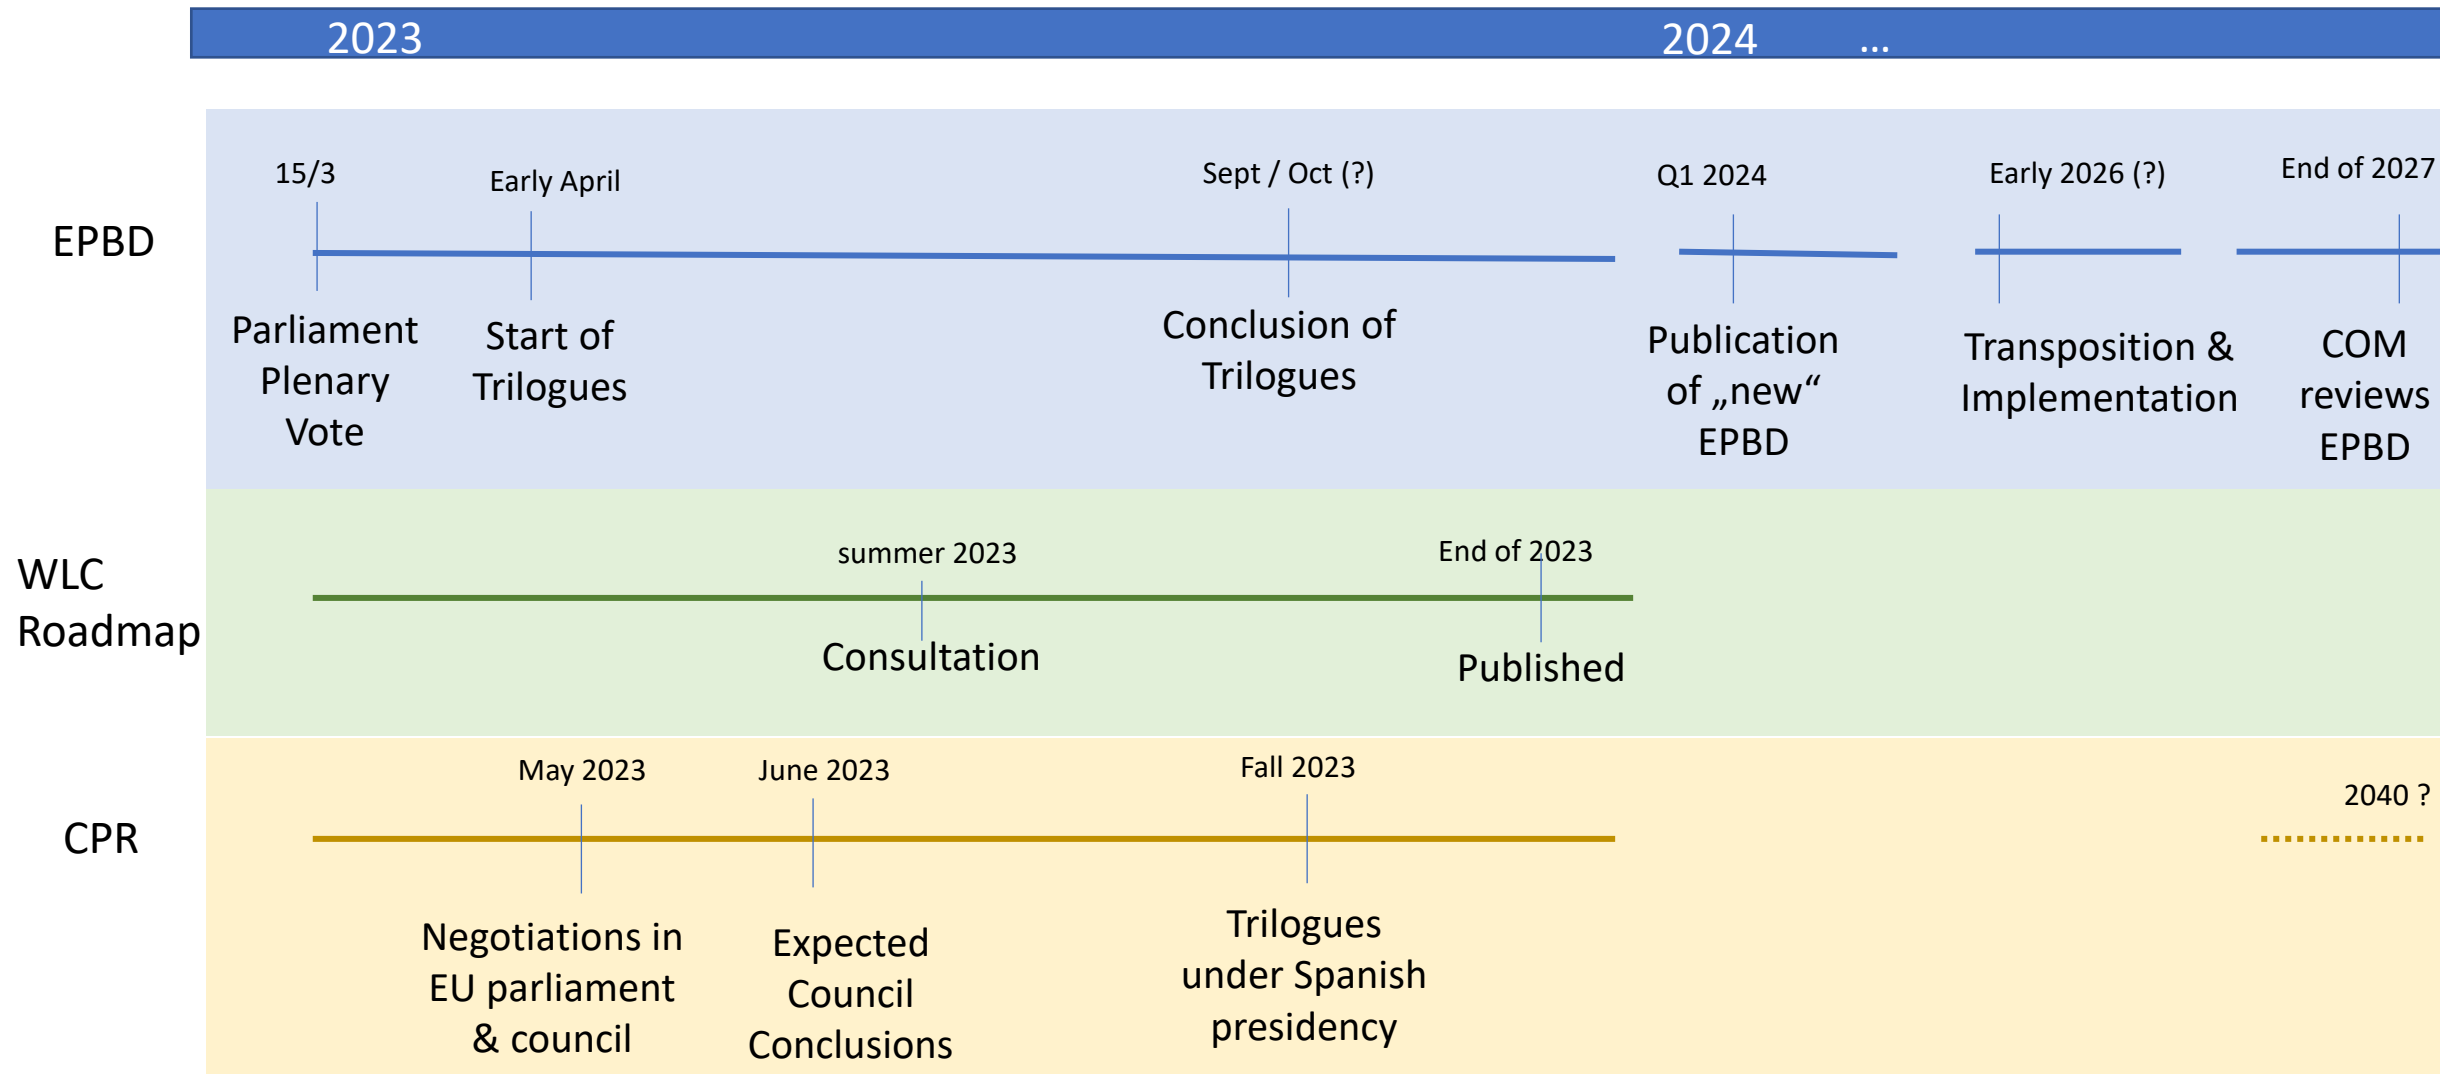 2023
2024
...
EPBD
15/3
Parliament
Plenary
Vote
Early April
Start of
Trilogues
Sept / Oct (?)
Conclusion of
Trilogues
Q1 2024
Publication
of „new“
EPBD
Early 2026 (?)
Transposition &
Implementation
End of 2027
COM
reviews
EPBD
WLC
Roadmap
summer 2023
Consultation
End of 2023
Published
CPR
May 2023
Negotiations in
EU parliament
& council
June 2023
Expected
Council
Conclusions
Fall 2023
Trilogues
under Spanish
presidency
2040 ?